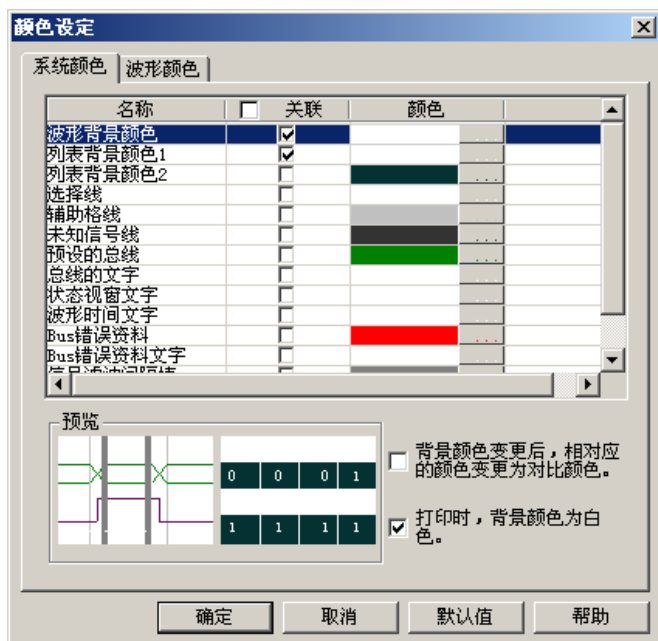 颜色设定
系统颜色 波形颜色
名称 关联 颜色
波形背景颜色
列表背景颜色1
列表背景颜色2
选择线
辅助格线
未知信号线
预设的总线
总线的文字
状态视窗文字
波形时间文字
Bus错误资料
Bus错误资料文字
预览
0 0 0 1
1 1 1 1
背景颜色变更后，相对应
的颜色变更为对比颜色。
打印时，背景颜色为白
色。
确定 取消 默认值 帮助